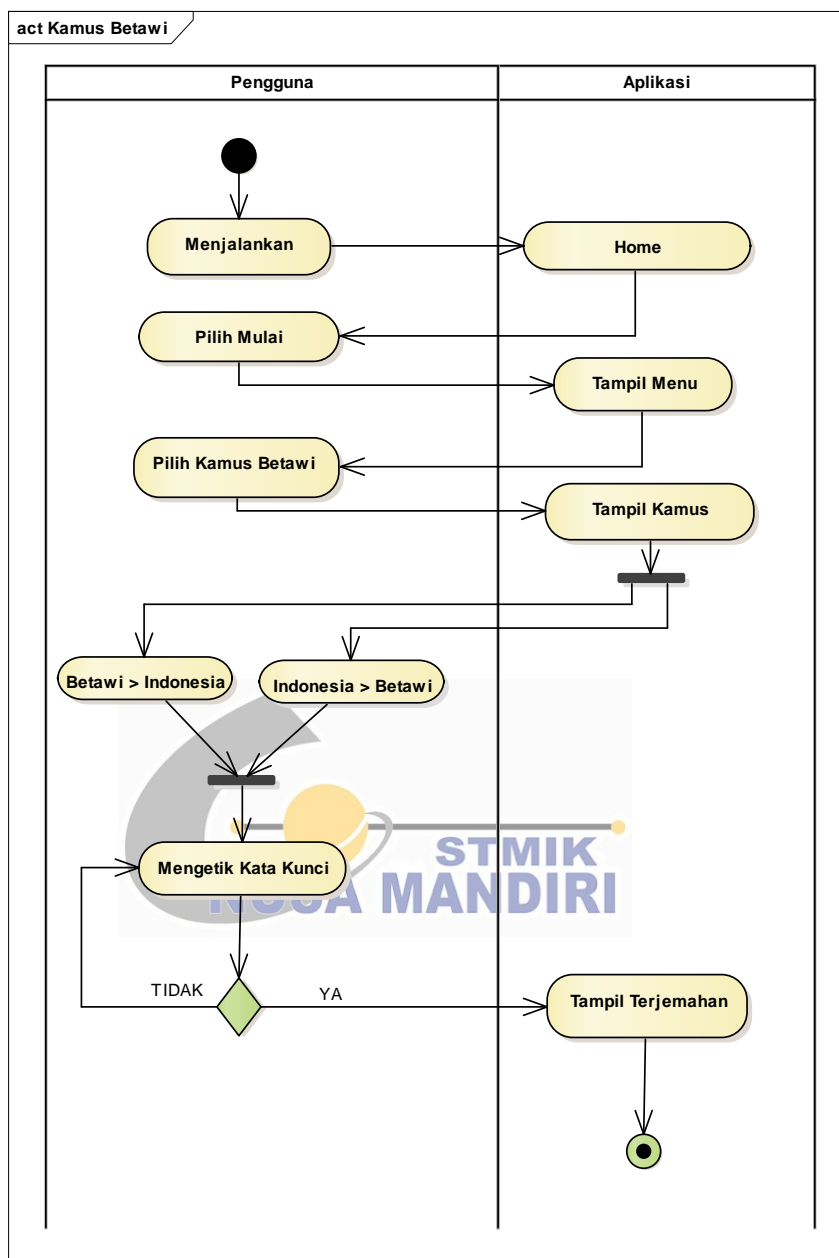 act Kamus Betawi
Pengguna
Aplikasi
Menjalankan
Home
Pilih Mulai
Tampil Menu
Pilih Kamus Betawi
Tampil Kamus
Betawi > Indonesia
Indonesia > Betawi
STMIK
Mengetik Kata Kunci
NUSA MANDIRI
TIDAK
YA
Tampil Terjemahan